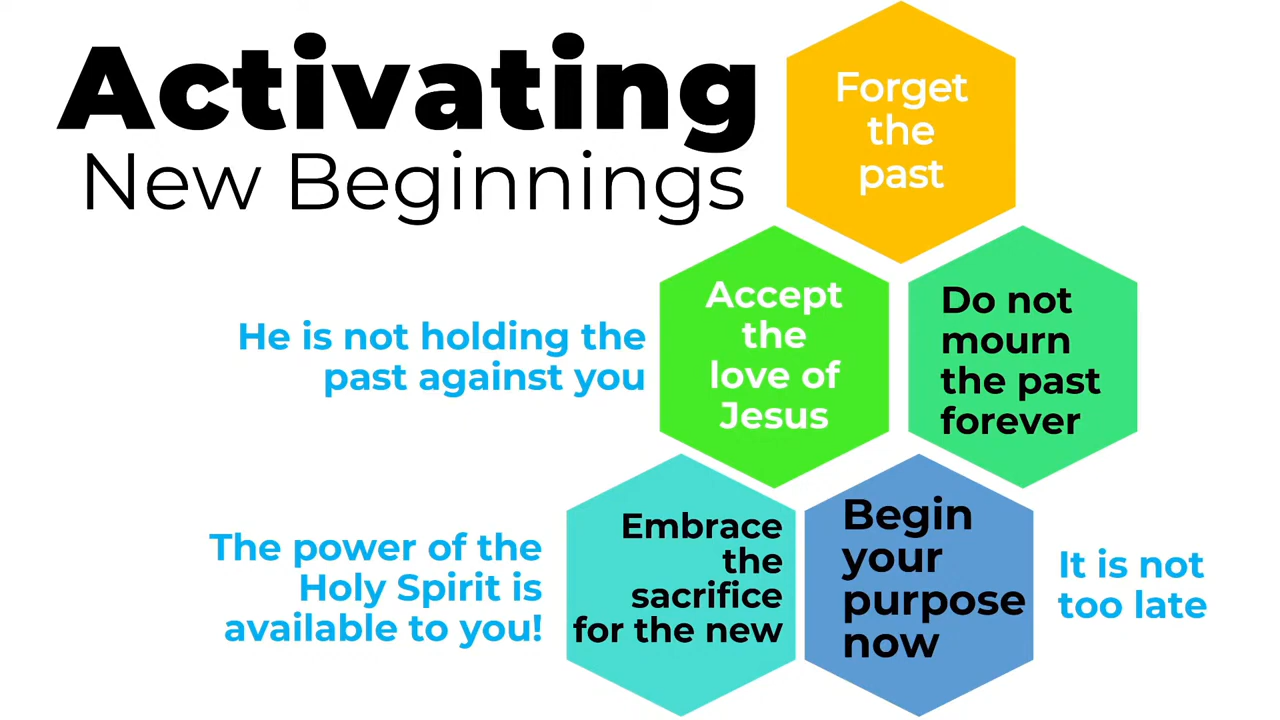 Activating
New Beginnings
Forget
the
past
He is not holding the
past against you
Accept
the
love of
Jesus
Do not
mourn
the past
forever
The power of the
Holy Spirit is
available to you!
Embrace
the
sacrifice
for the new
Begin
your
purpose
now
It is not
too late